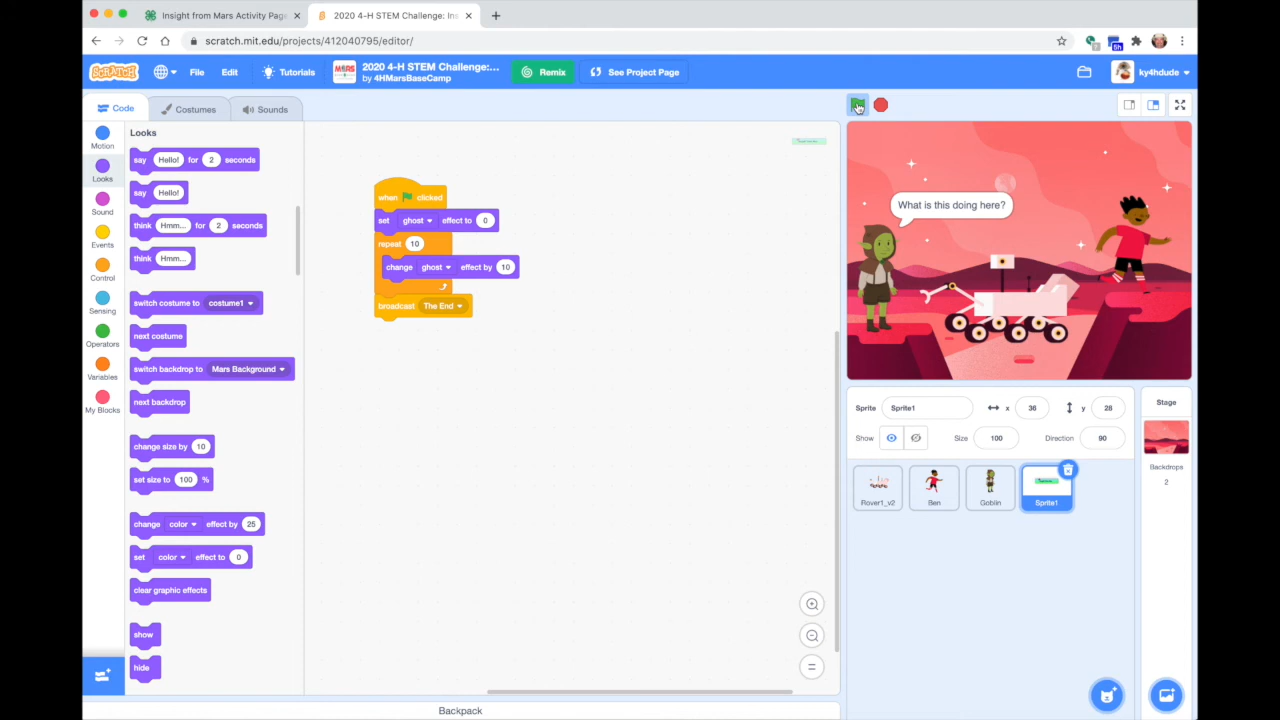 Insight from Mars Activity Page
2020 4-H STEM Challenge: Ins
scratch.mit.edu/projects/412040795/editor/
5h
SCRATCH
File
Edit
Tutorials
MARS
2020 4-H STEM Challenge:...
by 4HMarsBaseCamp
Remix
See Project Page
ky4hdude
Code
Costumes
Sounds
Motion
Looks
Sound
Events
Control
Sensing
Operators
Variables
My Blocks
Looks
say Hello! for 2 seconds
say Hello!
think Hmm... for 2 seconds
think Hmm...
switch costume to costume1
next costume
switch backdrop to Mars Background
next backdrop
change size by 10
set size to 100 %
change color effect by 25
set color effect to 0
clear graphic effects
show
hide
when clicked
set ghost effect to 0
repeat 10
change ghost effect by 10
broadcast The End
What is this doing here?
Sprite Sprite1 x 36 y 28
Show Size 100 Direction 90
Rover1_v2
Ben
Goblin
Sprite1
Stage
Backdrops
2
Backpack